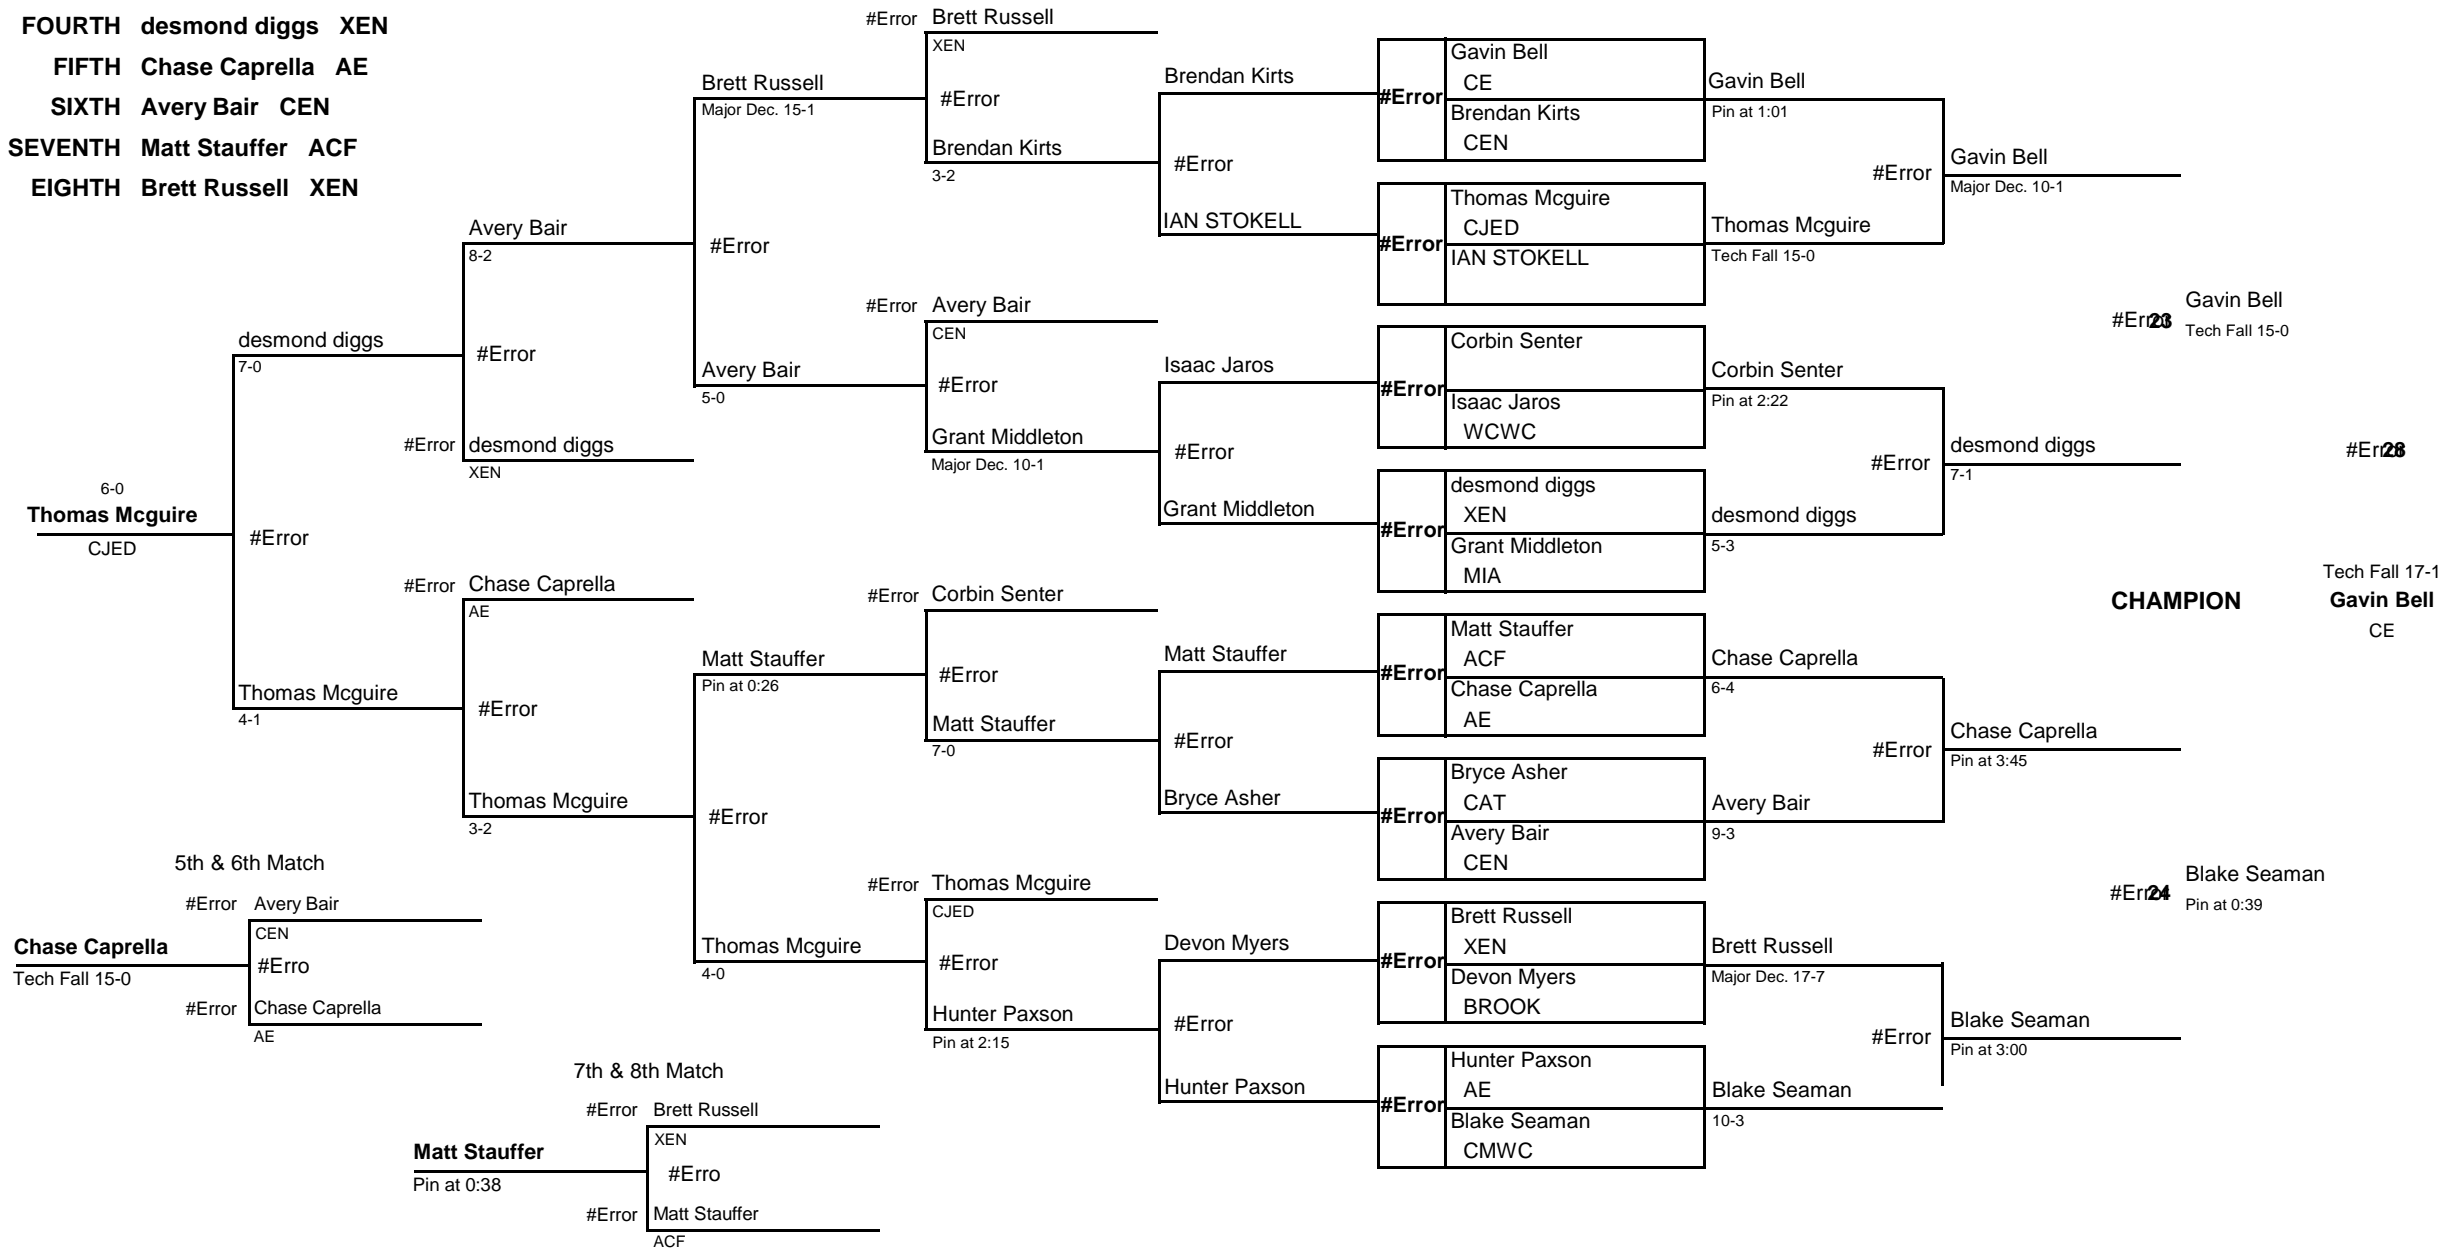 FOURTH desmond diggs XEN
FIFTH Chase Caprella AE
SIXTH Avery Bair CEN
SEVENTH Matt Stauffer ACF
EIGHTH Brett Russell XEN
6-0
Thomas Mcguire
CJED
desmond diggs
7-0
#Error
Thomas Mcguire
4-1
Avery Bair
8-2
#Error
#Error desmond diggs
XEN
#Error Chase Caprella
AE
#Error
Thomas Mcguire
3-2
Brett Russell
Major Dec. 15-1
#Error
Avery Bair
5-0
Matt Stauffer
Pin at 0:26
#Error
Thomas Mcguire
4-0
#Error Brett Russell
XEN
#Error
Brendan Kirts
3-2
#Error Avery Bair
CEN
#Error
Grant Middleton
Major Dec. 10-1
#Error Corbin Senter
#Error
Matt Stauffer
7-0
#Error Thomas Mcguire
CJED
#Error
Hunter Paxson
Pin at 2:15
Brendan Kirts
#Error
IAN STOKELL
Isaac Jaros
#Error
Grant Middleton
Matt Stauffer
#Error
Bryce Asher
Devon Myers
#Error
Hunter Paxson
Gavin Bell
CE
#Error
Brendan Kirts
CEN
Thomas Mcguire
CJED
#Error
IAN STOKELL
Corbin Senter
#Error
Isaac Jaros
WCWC
desmond diggs
XEN
#Error
Grant Middleton
MIA
Matt Stauffer
ACF
#Error
Chase Caprella
AE
Bryce Asher
CAT
#Error
Avery Bair
CEN
Brett Russell
XEN
#Error
Devon Myers
BROOK
Hunter Paxson
AE
#Error
Blake Seaman
CMWC
Gavin Bell
Pin at 1:01
#Error
Thomas Mcguire
Tech Fall 15-0
Corbin Senter
Pin at 2:22
#Error
desmond diggs
5-3
Chase Caprella
6-4
#Error
Avery Bair
9-3
Brett Russell
Major Dec. 17-7
#Error
Blake Seaman
10-3
Gavin Bell
Major Dec. 10-1
desmond diggs
7-1
Chase Caprella
Pin at 3:45
Blake Seaman
Pin at 3:00
Gavin Bell
#Error 23
Tech Fall 15-0
Blake Seaman
#Error 24
Pin at 0:39
#Error 28
Tech Fall 17-1
CHAMPION Gavin Bell
CE
5th & 6th Match
#Error Avery Bair
CEN
Chase Caprella
#Erro
Tech Fall 15-0
#Error Chase Caprella
AE
7th & 8th Match
#Error Brett Russell
XEN
Matt Stauffer
#Erro
Pin at 0:38
#Error Matt Stauffer
ACF